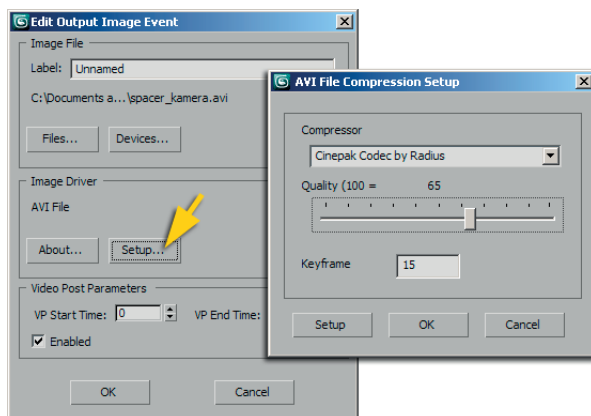 Edit Output Image Event
Image File
Label: Unnamed
C:\Documents a...\spacer_kamera.avi
Files... Devices...
Image Driver
AVI File
About... Setup...
Video Post Parameters
VP Start Time: 0 VP End Time:
Enabled
OK Cancel
AVI File Compression Setup
Compressor
Cinepak Codec by Radius
Quality (100 = 65
Keyframe 15
Setup OK Cancel